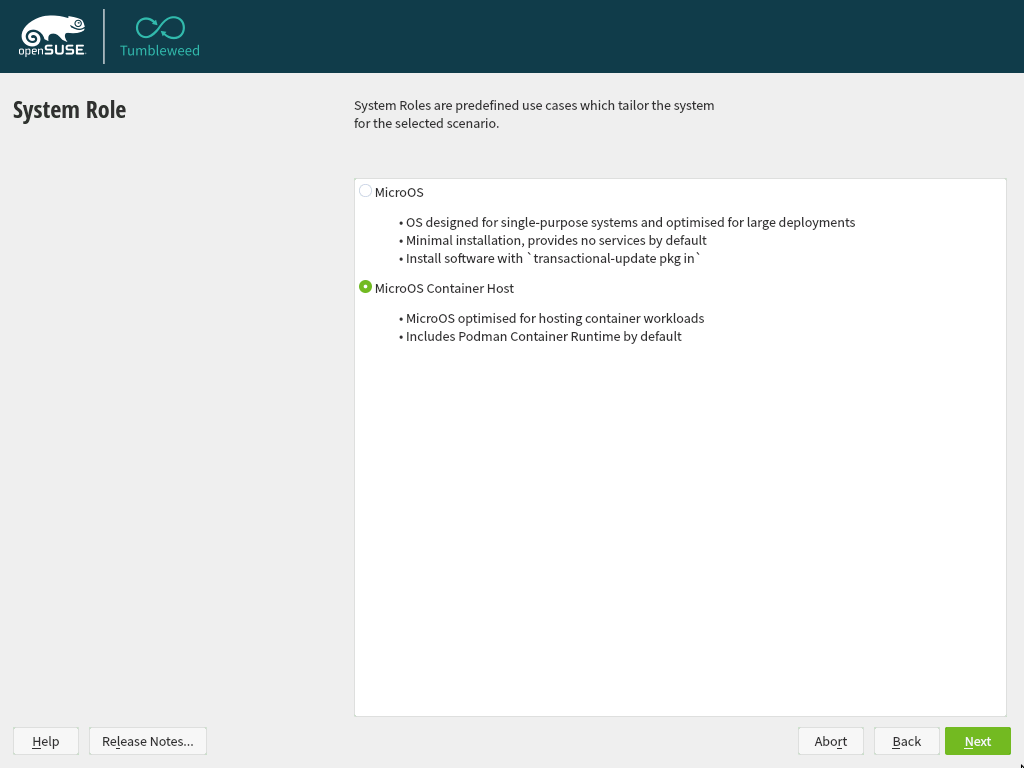 openSUSE.
Tumbleweed
System Role
System Roles are predefined use cases which tailor the system
for the selected scenario.
MicroOS
• OS designed for single-purpose systems and optimised for large deployments
• Minimal installation, provides no services by default
• Install software with `transactional-update pkg in`
MicroOS Container Host
• MicroOS optimised for hosting container workloads
• Includes Podman Container Runtime by default
Help
Release Notes...
Abort
Back
Next